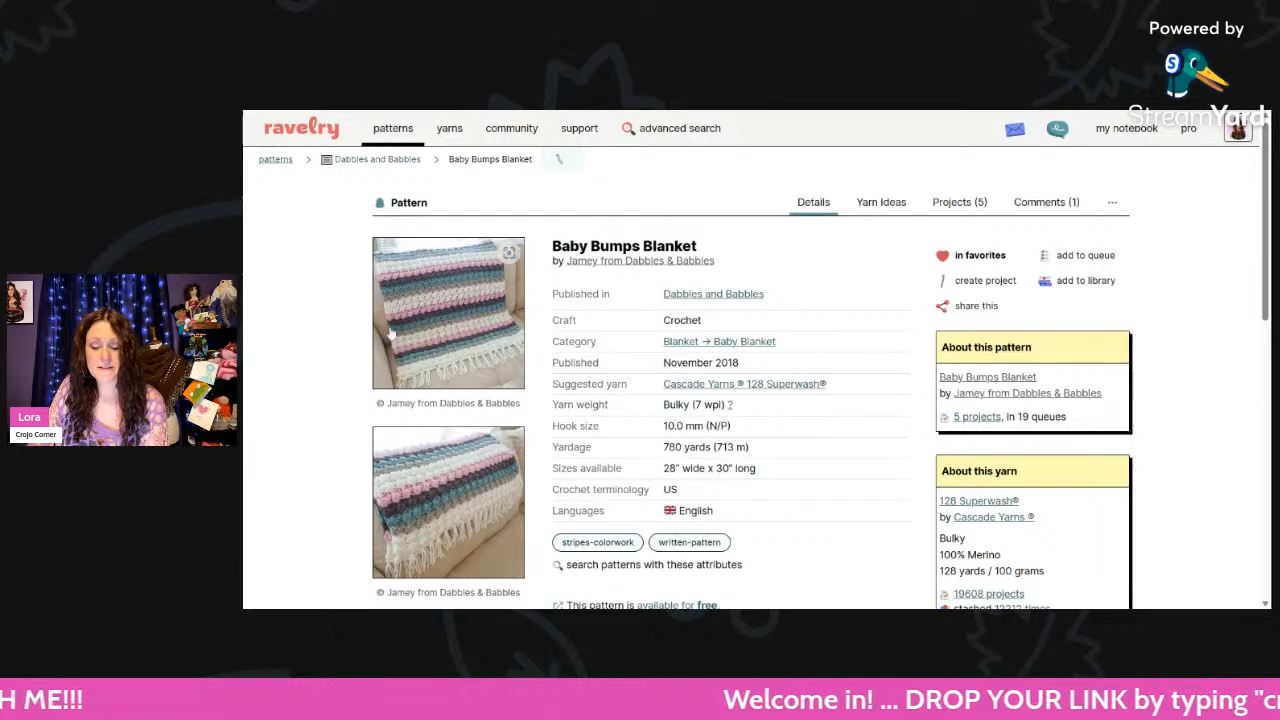 Powered by
S
StreamYard
ravelry
patterns
yarns
community
support
advanced search
my notebook
pro
patterns
Dabbles and Babbles
Baby Bumps Blanket
Pattern
Details
Yarn Ideas
Projects (5)
Comments (1)
Baby Bumps Blanket
by Jamey from Dabbles & Babbles
in favorites
add to queue
create project
add to library
share this
Published in Dabbles and Babbles
Craft Crochet
Category Blanket → Baby Blanket
Published November 2018
Suggested yarn Cascade Yarns ® 128 Superwash®
Yarn weight Bulky (7 wpi) ?
Hook size 10.0 mm (N/P)
Yardage 780 yards (713 m)
Sizes available 28" wide x 30" long
Crochet terminology US
Languages English
stripes-colorwork
written-pattern
search patterns with these attributes
This pattern is available for free.
© Jamey from Dabbles & Babbles
© Jamey from Dabbles & Babbles
About this pattern
Baby Bumps Blanket
by Jamey from Dabbles & Babbles
5 projects, in 19 queues
About this yarn
128 Superwash®
by Cascade Yarns ®
Bulky
100% Merino
128 yards / 100 grams
19608 projects
stashed 12212 times
Lora
Crojo Corner
H ME!!!
Welcome in! ... DROP YOUR LINK by typing "cr